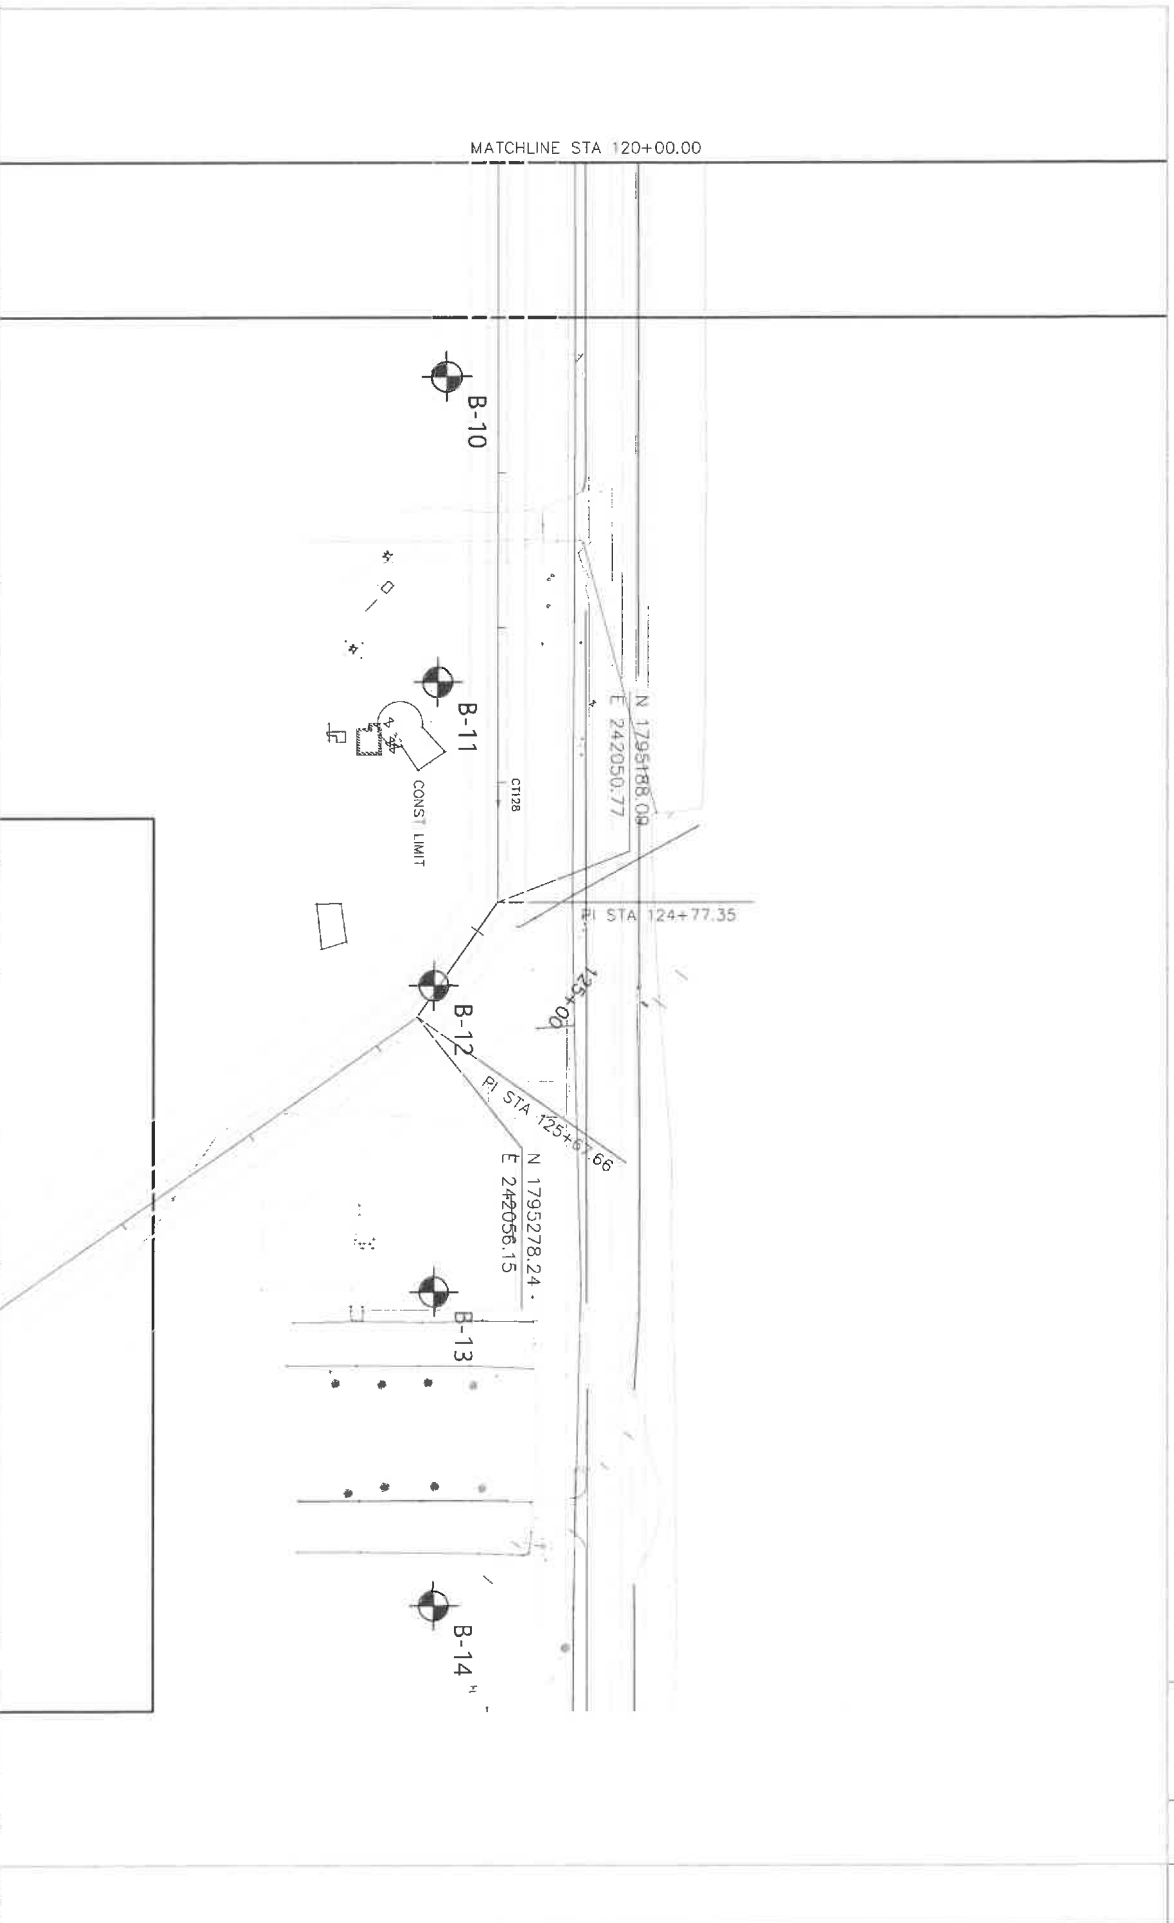 MATCHLINE STA 120+00.00
B-10
B-11
N 1795188.09
E 242050.77
CT128
CONST LIMIT
PI STA 124+77.35
125+00
B-12
PI STA 125+67.66
N 1795278.24
E 242056.15
B-13
B-14